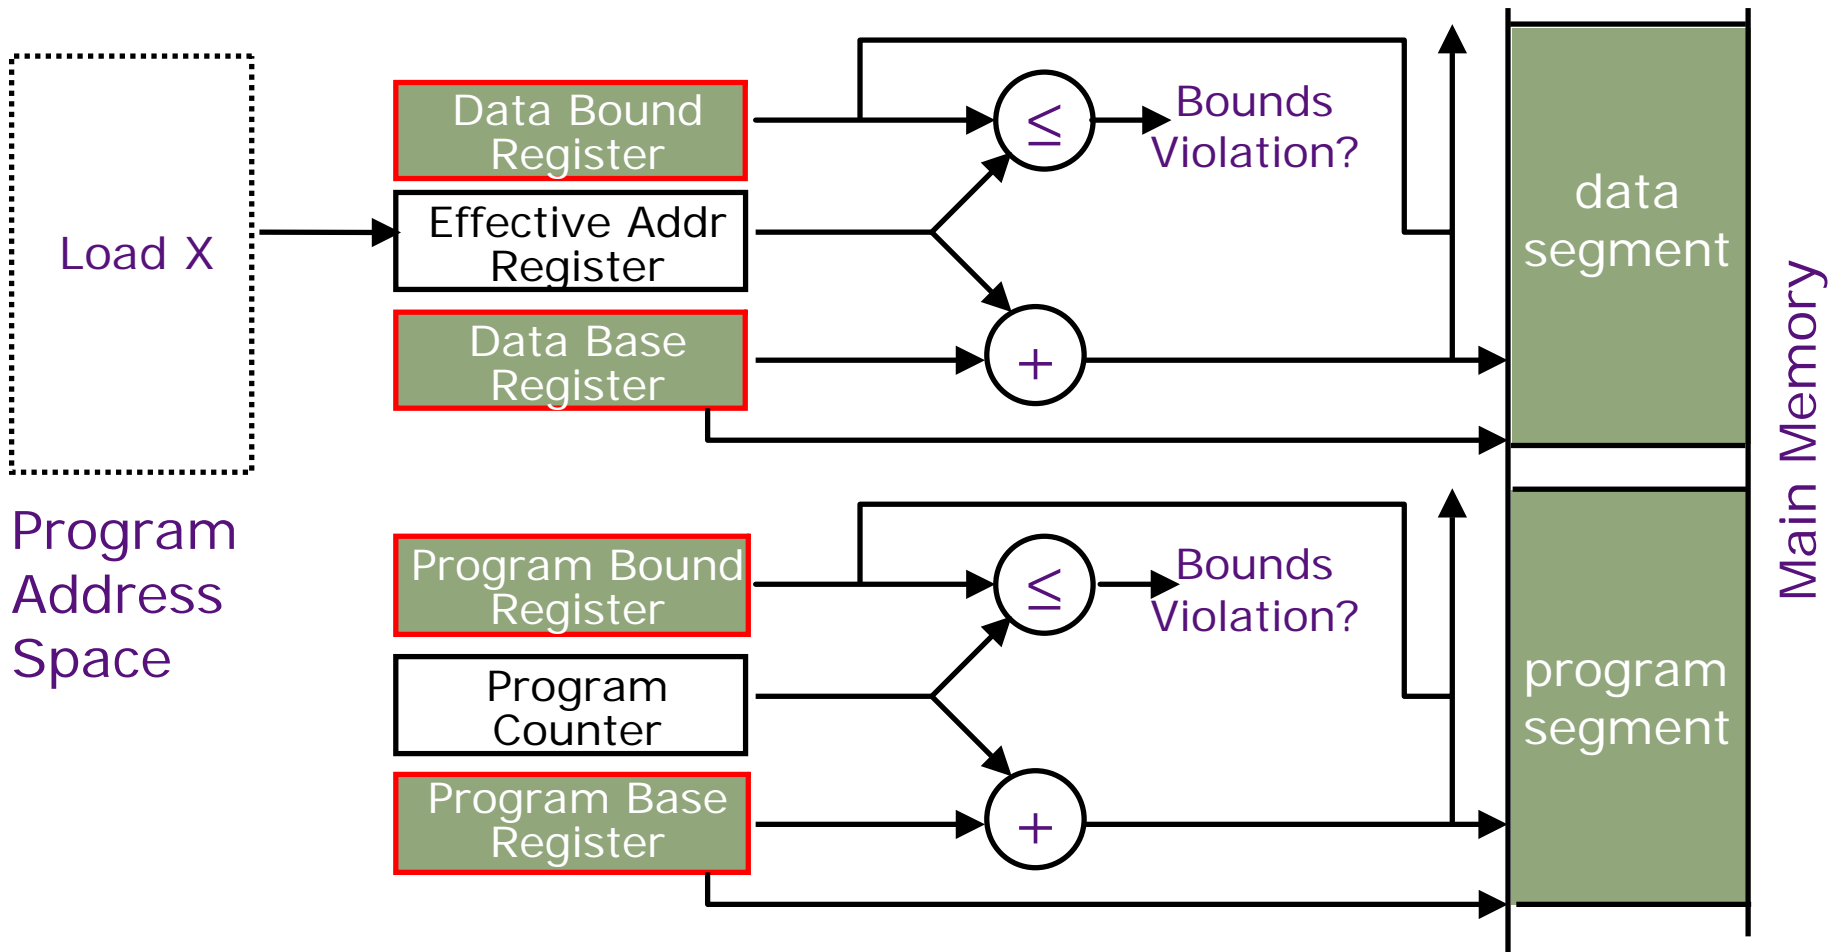 Load X
Program
Address
Space
Data Bound
Register
Effective Addr
Register
Data Base
Register
≤
Bounds
Violation?
+
data
segment
Program Bound
Register
Program
Counter
Program Base
Register
≤
Bounds
Violation?
+
program
segment
Main Memory